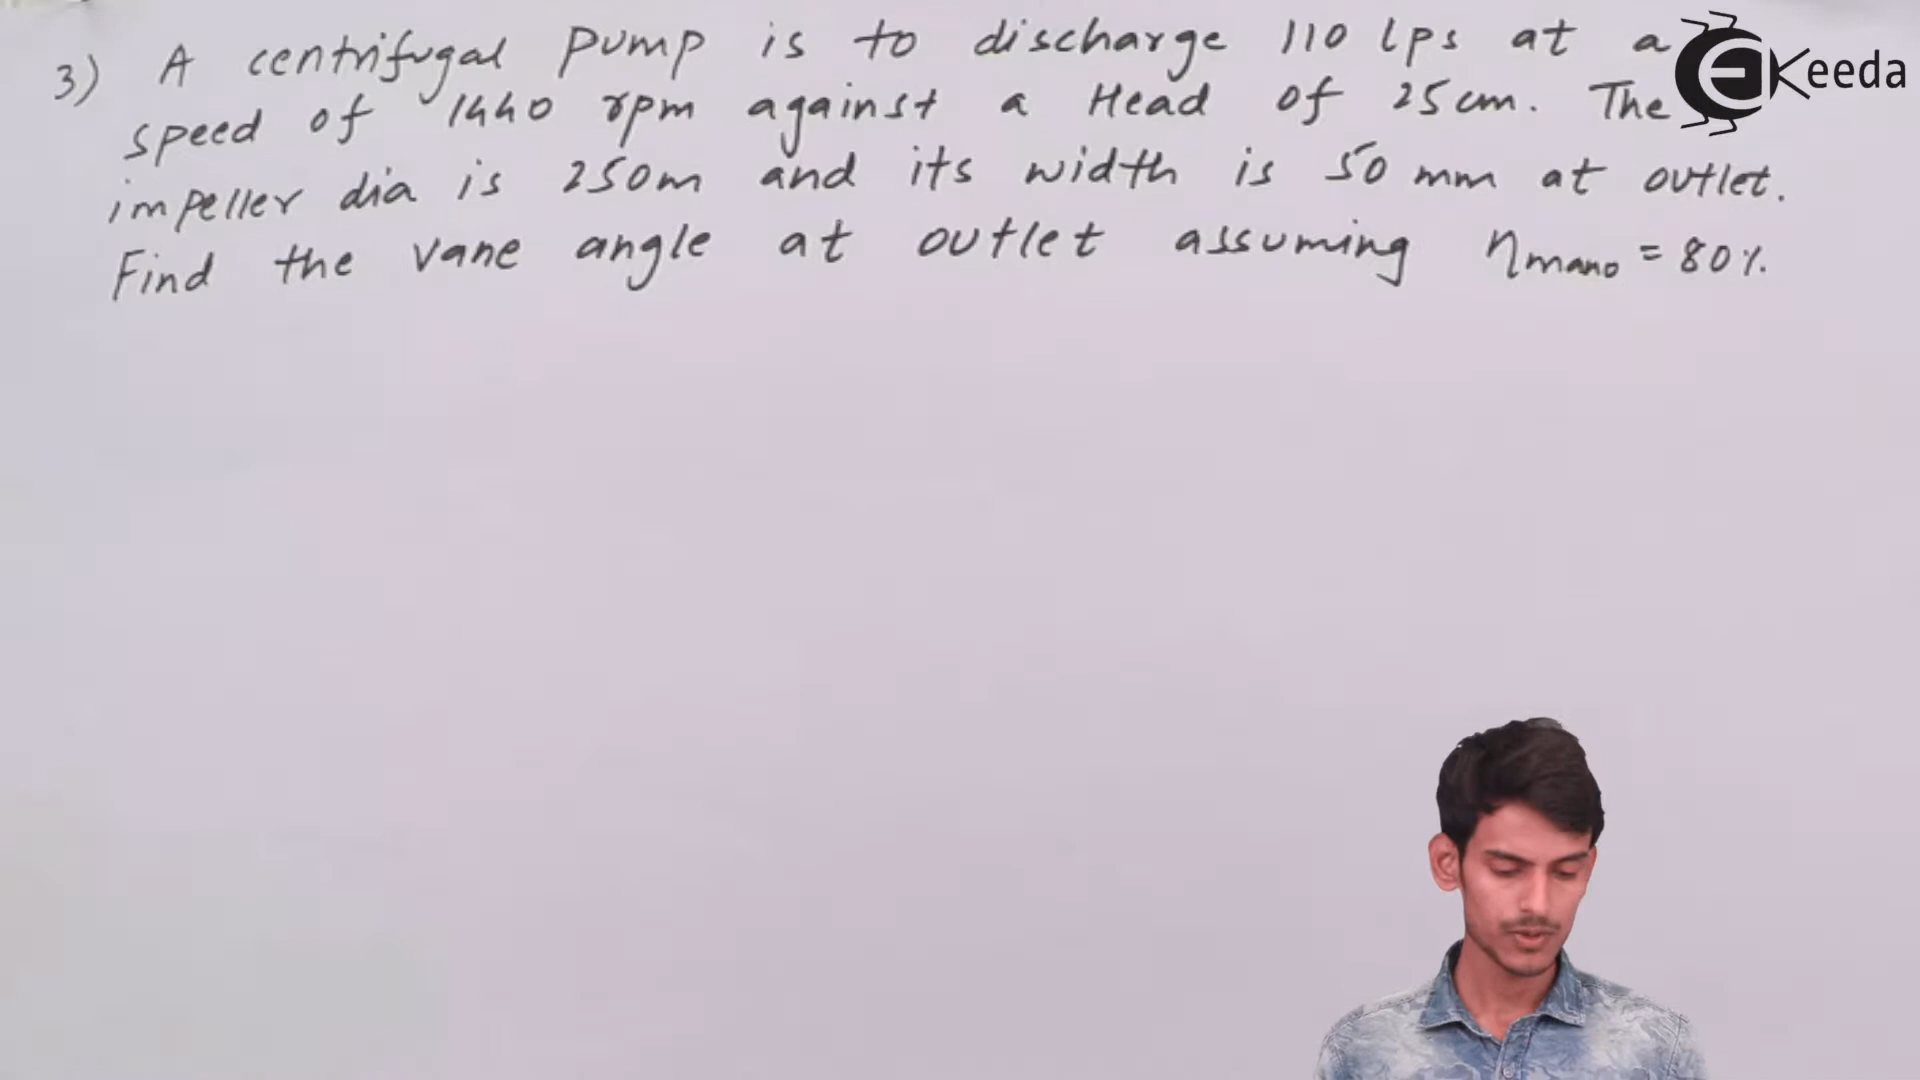 3) A centrifugal pump is to discharge 110 lps at a
speed of 1440 rpm against a Head of 25cm. The
impeller dia is 250m and its width is 50 mm at outlet.
Find the vane angle at outlet assuming ηmano = 80%.
EKeeda